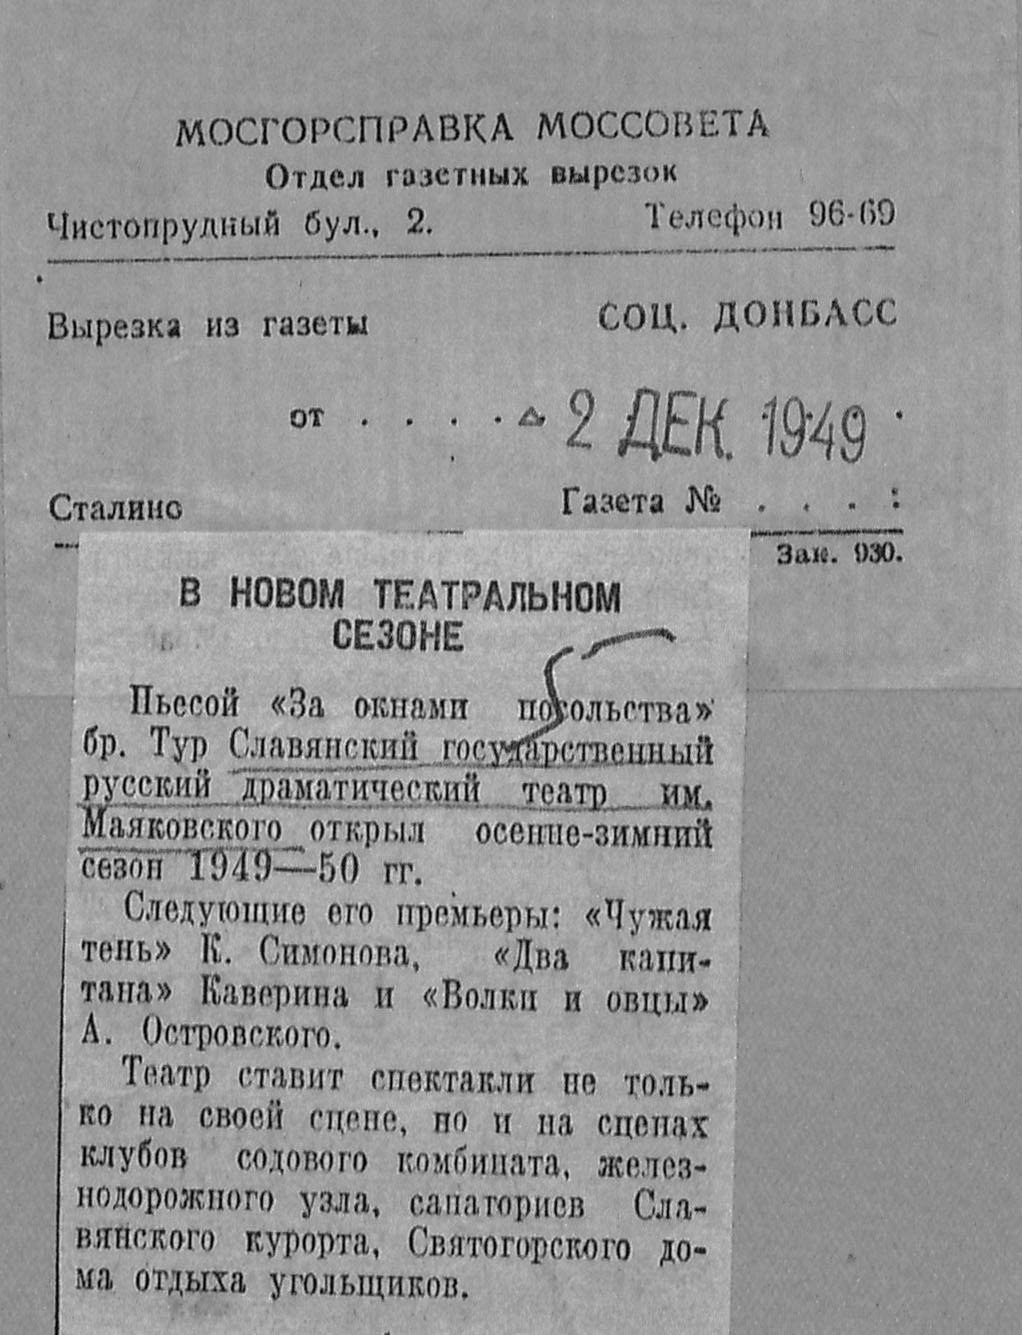 МОСГОРСПРАВКА МОССОВЕТА
Отдел газетных вырезок
Чистопрудный бул., 2. Телефон 96-69
Вырезка из газеты СОЦ. ДОНБАСС
от . . . . 2 ДЕК. 1949 .
Сталино Газета № . . . .
Зак. 930.
В НОВОМ ТЕАТРАЛЬНОМ
СЕЗОНЕ
Пьесой «За окнами посольства»
бр. Тур Славянский государственный
русский драматический театр им.
Маяковского открыл осенне-зимний
сезон 1949—50 гг.
Следующие его премьеры: «Чужая
тень» К. Симонова, «Два капи-
тана» Каверина и «Волки и овцы»
А. Островского.
Театр ставит спектакли не толь-
ко на своей сцене, но и на сценах
клубов содового комбината, желез-
нодорожного узла, санаториев Сла-
вянского курорта, Святогорского до-
ма отдыха угольщиков.